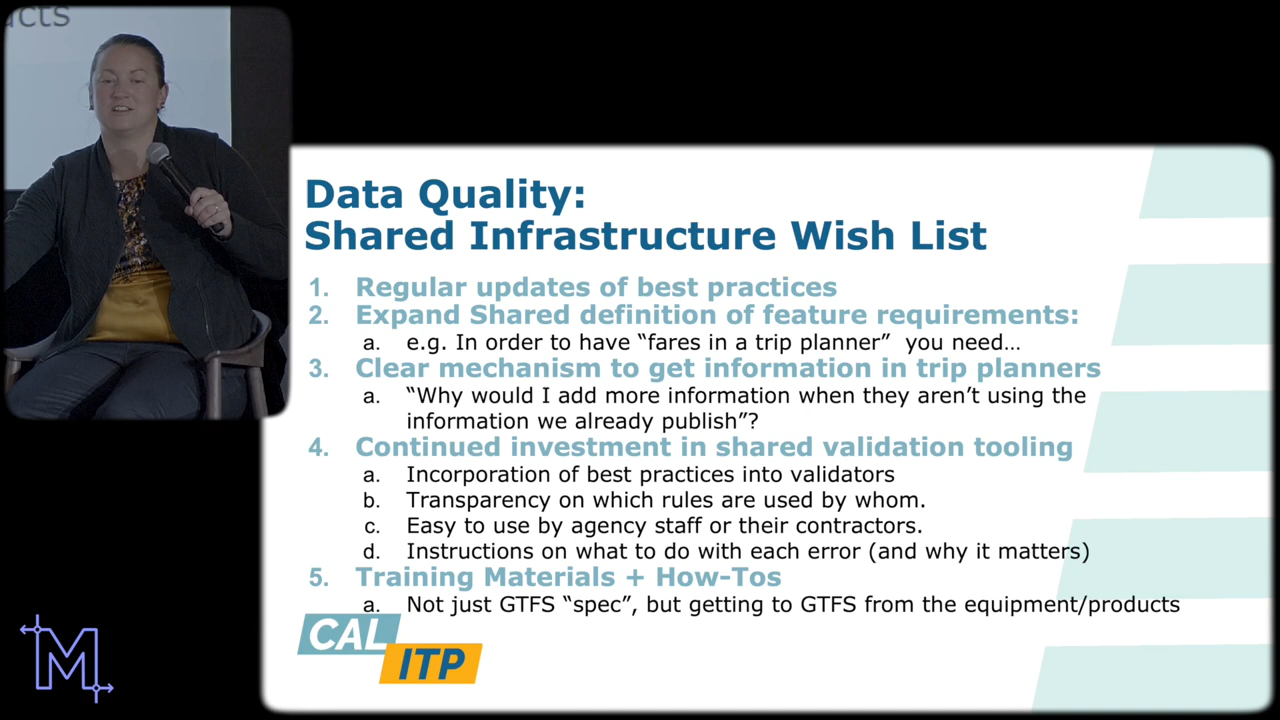 cts
Data Quality:
Shared Infrastructure Wish List
1. Regular updates of best practices
2. Expand Shared definition of feature requirements:
a. e.g. In order to have “fares in a trip planner” you need…
3. Clear mechanism to get information in trip planners
a. “Why would I add more information when they aren’t using the
information we already publish”?
4. Continued investment in shared validation tooling
a. Incorporation of best practices into validators
b. Transparency on which rules are used by whom.
c. Easy to use by agency staff or their contractors.
d. Instructions on what to do with each error (and why it matters)
5. Training Materials + How-Tos
a. Not just GTFS “spec”, but getting to GTFS from the equipment/products
CAL
ITP
M